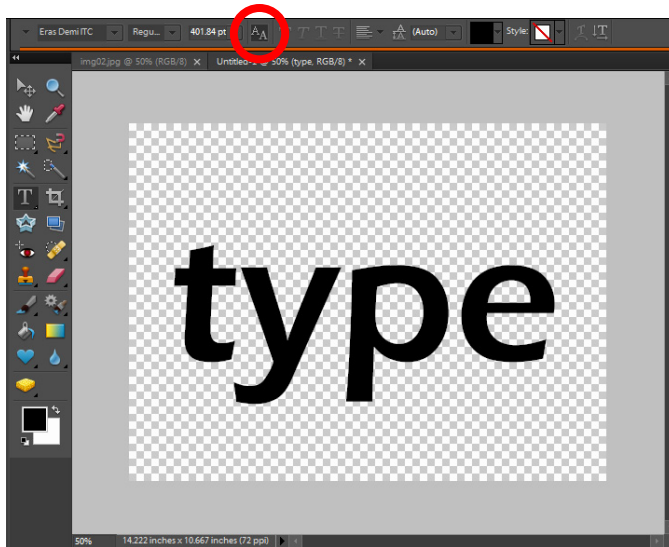 Eras Demi ITC Regu... 401.84 pt (Auto) Style:
img02.jpg @ 50% (RGB/8) x Untitled-2 @ 50% (type, RGB/8) * x
type
50% 14.222 inches x 10.667 inches (72 ppi)